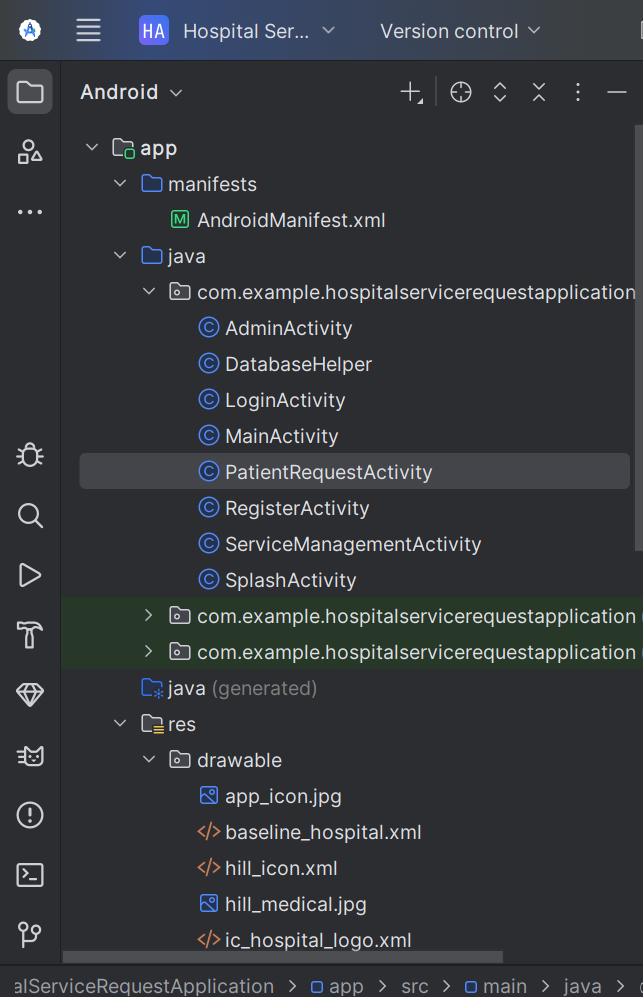 HA Hospital Ser... Version control
Android
app
manifests
M AndroidManifest.xml
java
com.example.hospitalservicerequestapplication
C AdminActivity
C DatabaseHelper
C LoginActivity
C MainActivity
C PatientRequestActivity
C RegisterActivity
C ServiceManagementActivity
C SplashActivity
com.example.hospitalservicerequestapplication (
com.example.hospitalservicerequestapplication (
java (generated)
res
drawable
app_icon.jpg
</> baseline_hospital.xml
</> hill_icon.xml
hill_medical.jpg
</> ic_hospital_logo.xml
alServiceRequestApplication > app > src > main > java >